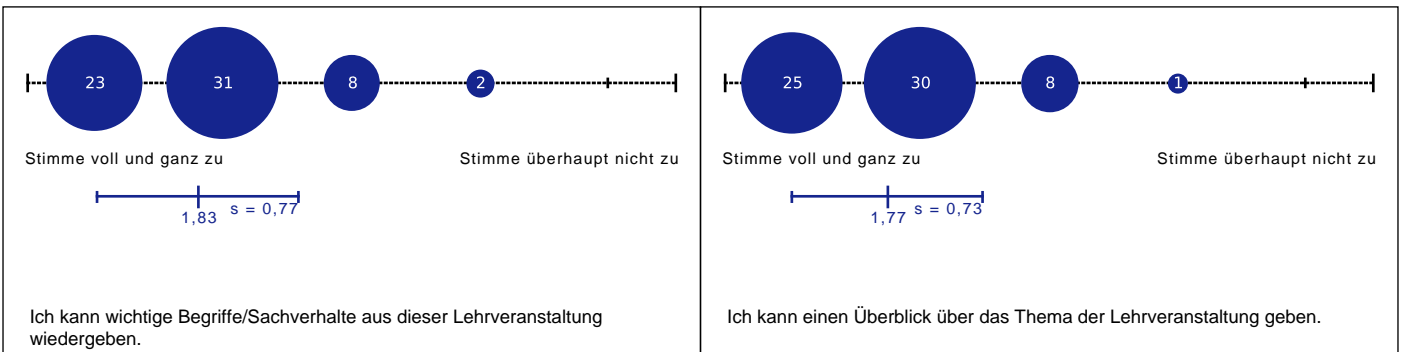 23 31 8 2
Stimme voll und ganz zu Stimme überhaupt nicht zu
1,83 s = 0,77
Ich kann wichtige Begriffe/Sachverhalte aus dieser Lehrveranstaltung
wiedergeben.
25 30 8 1
Stimme voll und ganz zu Stimme überhaupt nicht zu
1,77 s = 0,73
Ich kann einen Überblick über das Thema der Lehrveranstaltung geben.